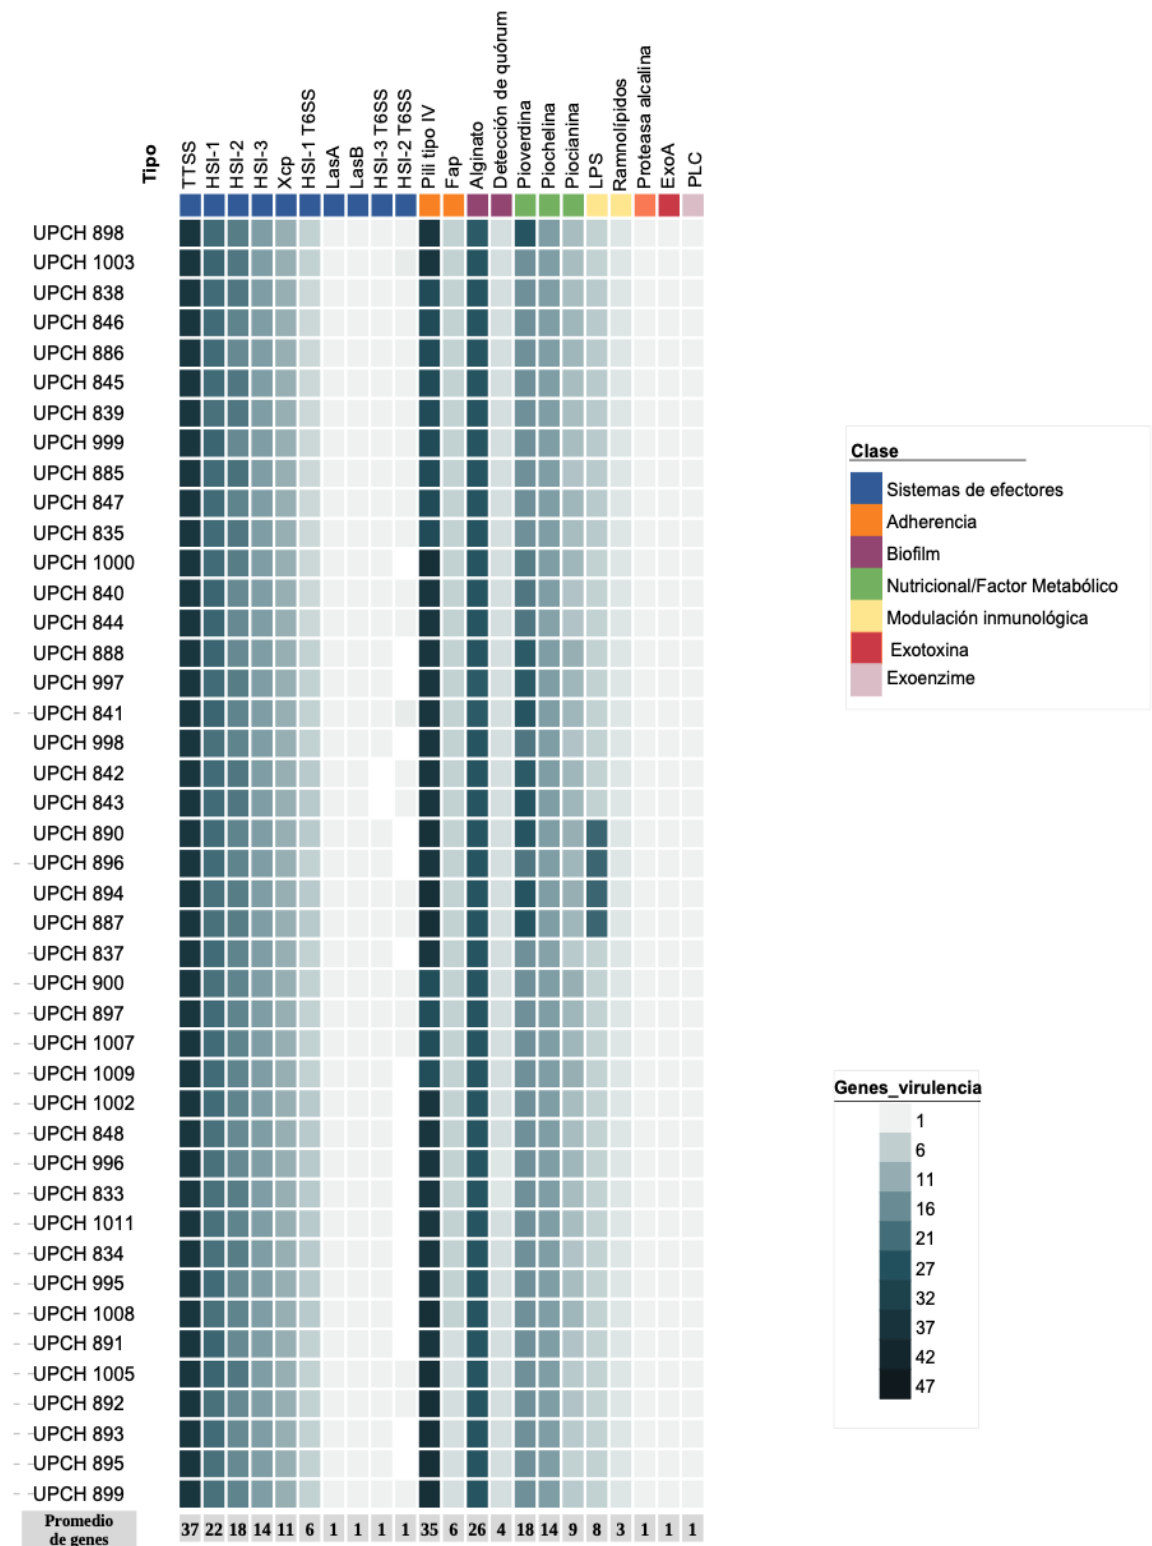 Tipo
TTSS
HSI-1
HSI-2
HSI-3
Xcp
HSI-1 T6SS
LasA
LasB
HSI-3 T6SS
HSI-2 T6SS
Pili tipo IV
Fap
Alginato
Detección de quórum
Pioverdina
Piochelina
Piocianina
LPS
Ramnolípidos
Proteasa alcalina
ExoA
PLC
UPCH 898
UPCH 1003
UPCH 838
UPCH 846
UPCH 886
UPCH 845
UPCH 839
UPCH 999
UPCH 885
UPCH 847
UPCH 835
UPCH 1000
UPCH 840
UPCH 844
UPCH 888
UPCH 997
UPCH 841
UPCH 998
UPCH 842
UPCH 843
UPCH 890
UPCH 896
UPCH 894
UPCH 887
UPCH 837
UPCH 900
UPCH 897
UPCH 1007
UPCH 1009
UPCH 1002
UPCH 848
UPCH 996
UPCH 833
UPCH 1011
UPCH 834
UPCH 995
UPCH 1008
UPCH 891
UPCH 1005
UPCH 892
UPCH 893
UPCH 895
UPCH 899
Promedio
de genes
37 22 18 14 11 6 1 1 1 1 35 6 26 4 18 14 9 8 3 1 1 1
Clase
Sistemas de efectores
Adherencia
Biofilm
Nutricional/Factor Metabólico
Modulación inmunológica
Exotoxina
Exoenzime
Genes_virulencia
1
6
11
16
21
27
32
37
42
47